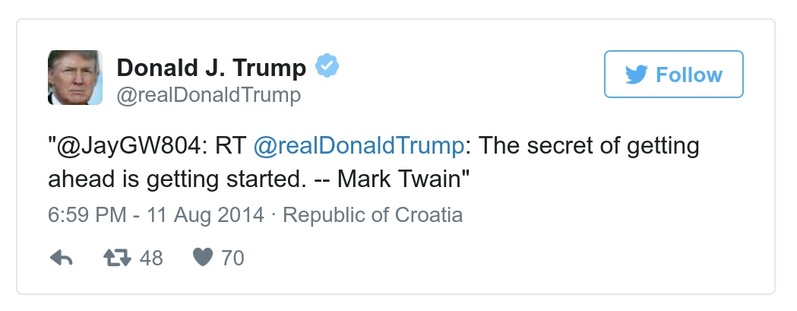 Donald J. Trump
@realDonaldTrump
Follow
"@JayGW804: RT @realDonaldTrump: The secret of getting
ahead is getting started. -- Mark Twain"
6:59 PM - 11 Aug 2014 · Republic of Croatia
48 70